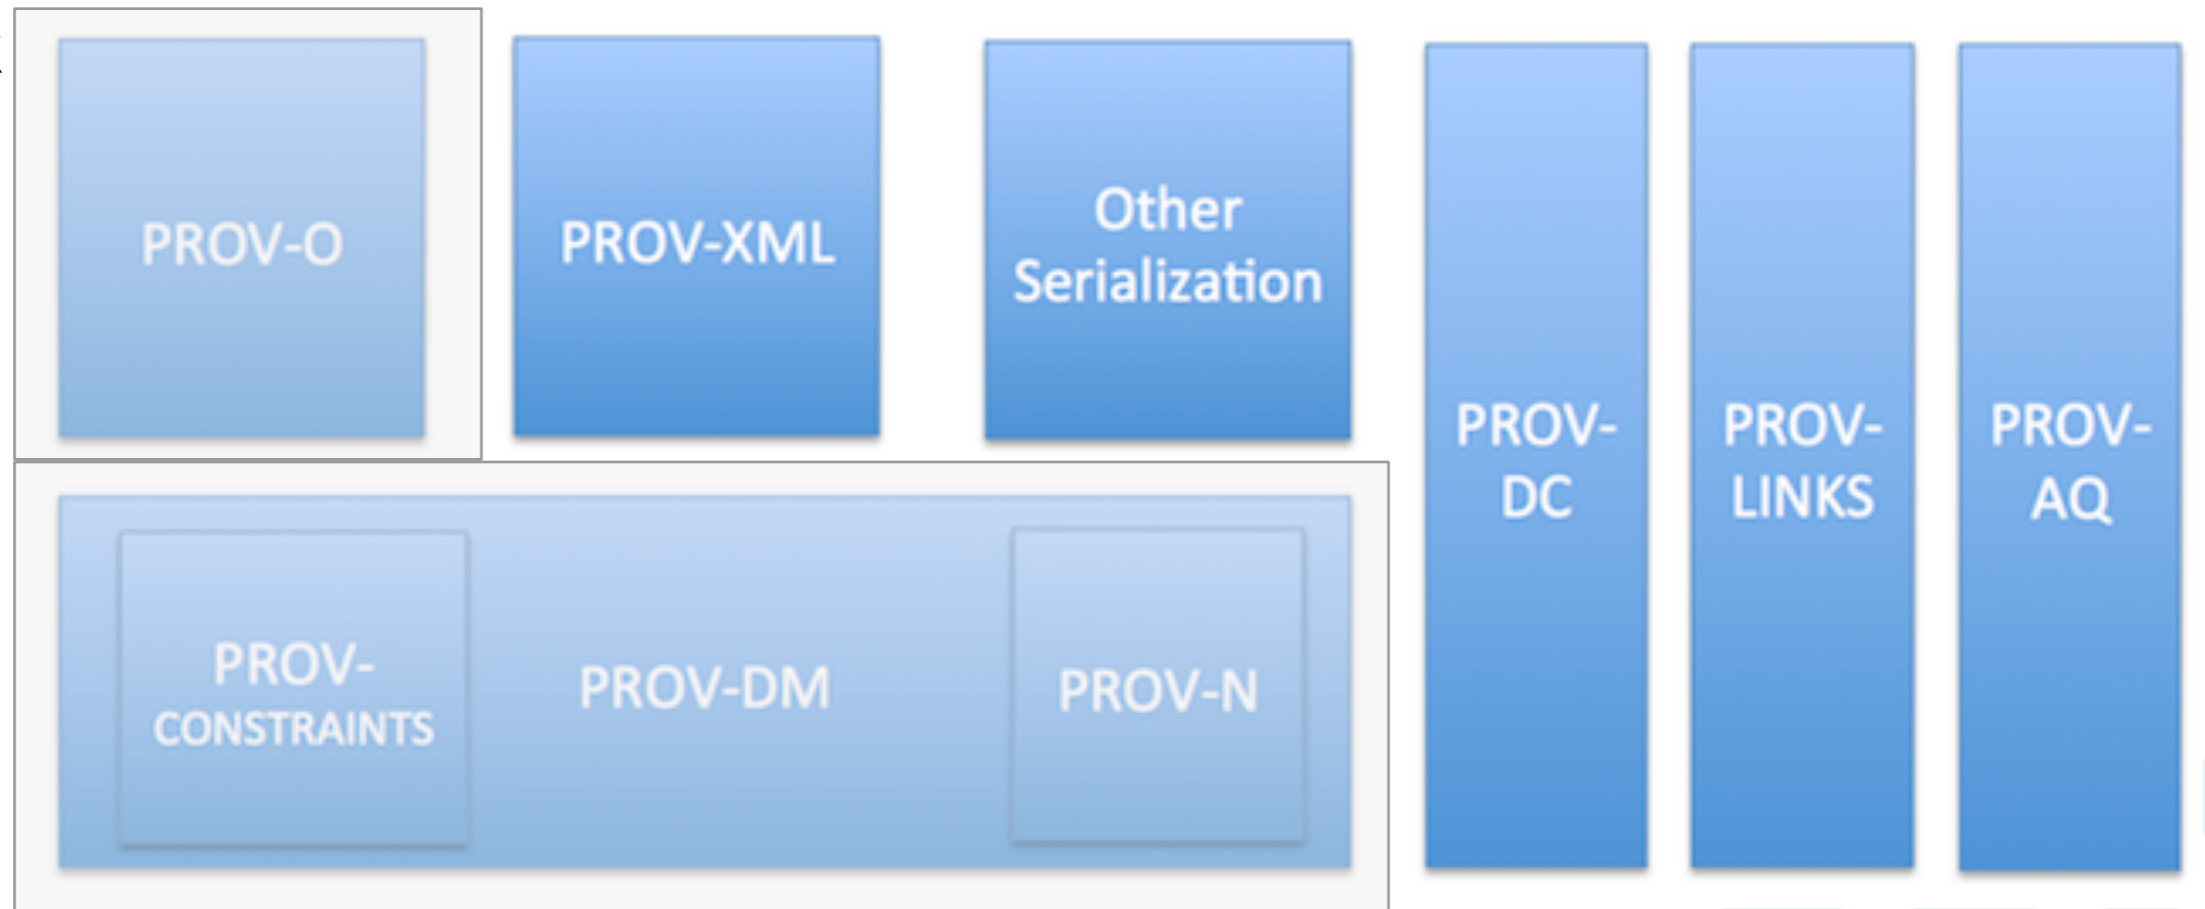 PROV-O
PROV-XML
Other
Serialization
PROV-
DC
PROV-
LINKS
PROV-
AQ
PROV-
CONSTRAINTS
PROV-DM
PROV-N